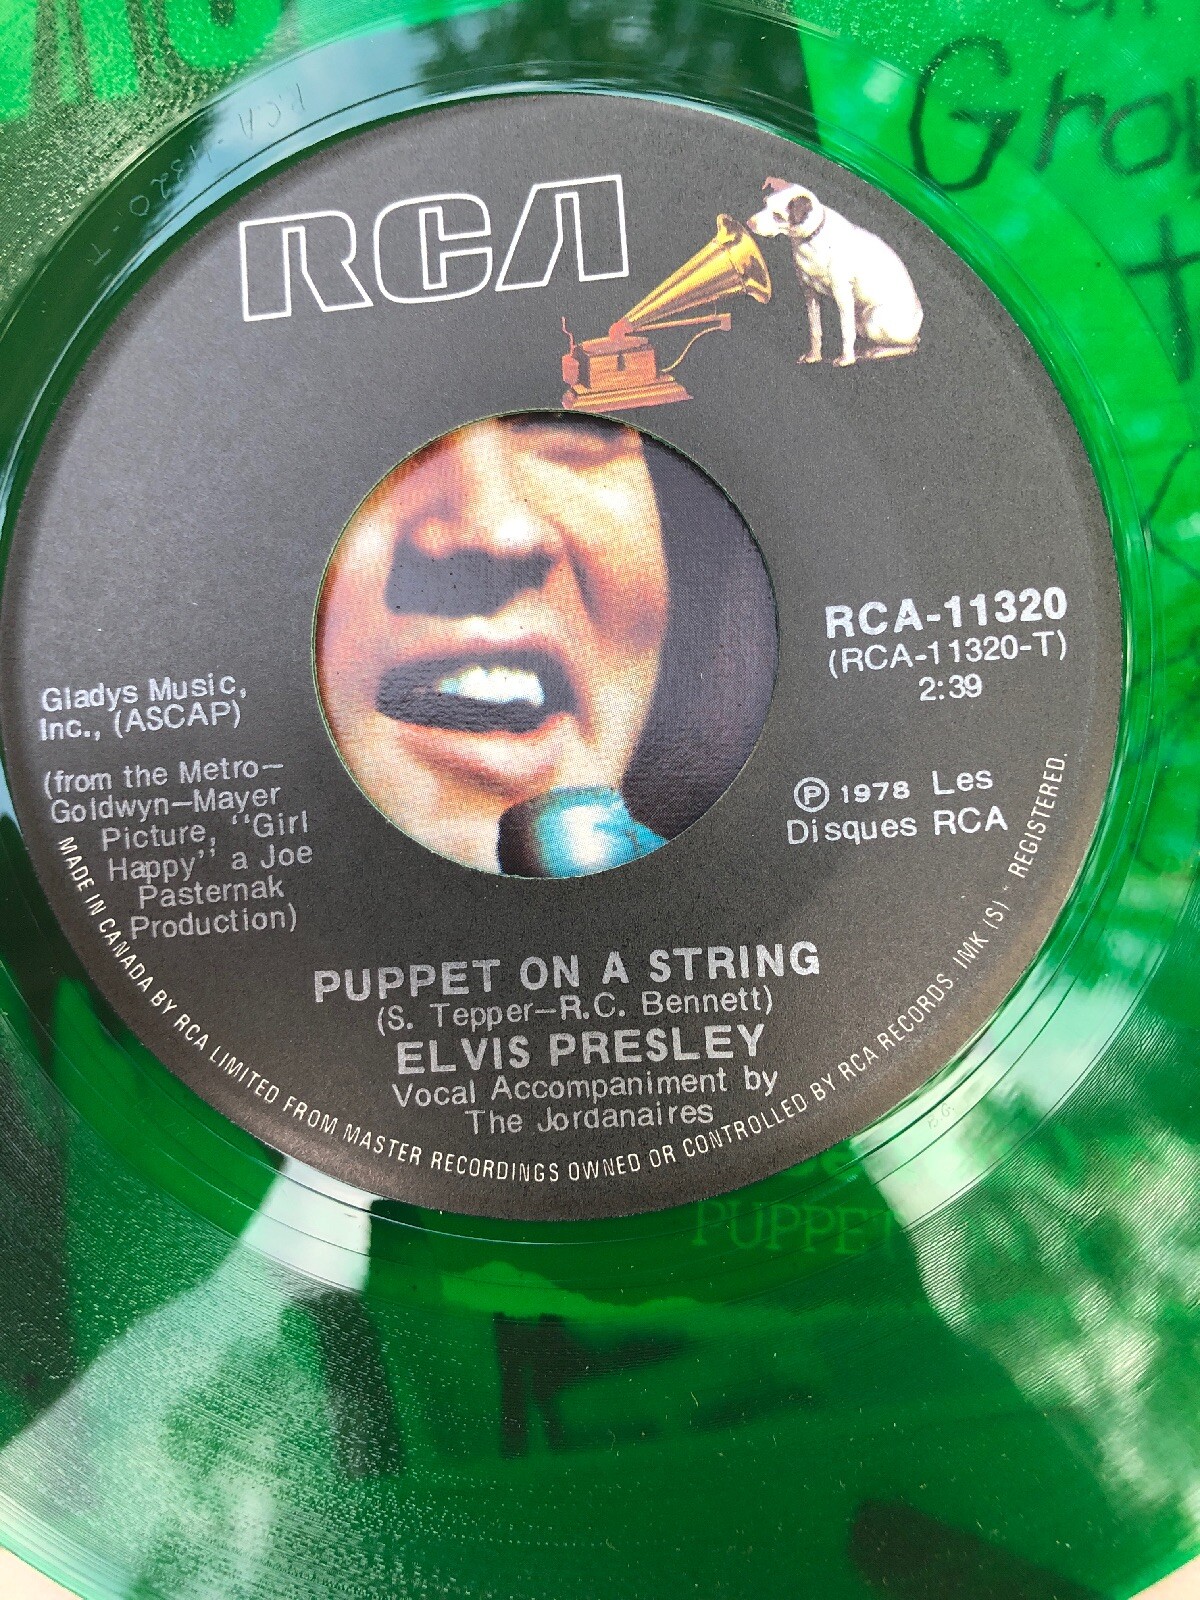 RCA
RCA-11320
(RCA-11320-T)
2:39
Gladys Music,
Inc., (ASCAP)
(from the Metro—
Goldwyn—Mayer
Picture, "Girl
Happy" a Joe
Pasternak
Production)
℗ 1978 Les
Disques RCA
PUPPET ON A STRING
(S. Tepper—R.C. Bennett)
ELVIS PRESLEY
Vocal Accompaniment by
The Jordanaires
MADE IN CANADA BY RCA LIMITED FROM MASTER RECORDINGS OWNED OR CONTROLLED BY RCA RECORDS. IMK (S) - REGISTERED.
RCA-11320-T
PUPPET